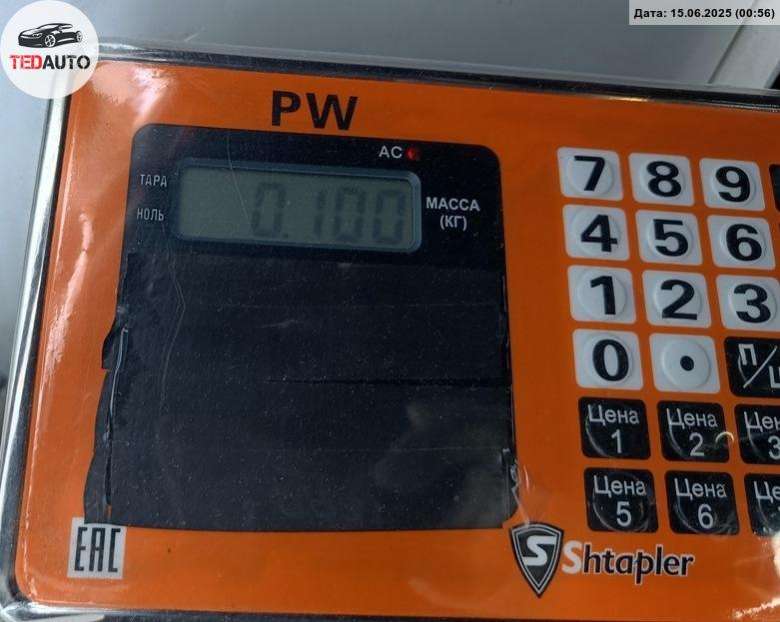 Дата: 15.06.2025 (00:56)
TEDAUTO
PW
AC
ТАРА
НОЛЬ
0.100
МАССА
(КГ)
7 8 9
4 5 6
1 2 3
0 •
Цена 1
Цена 2
3
Цена 5
Цена 6
EAC
S Shtapler